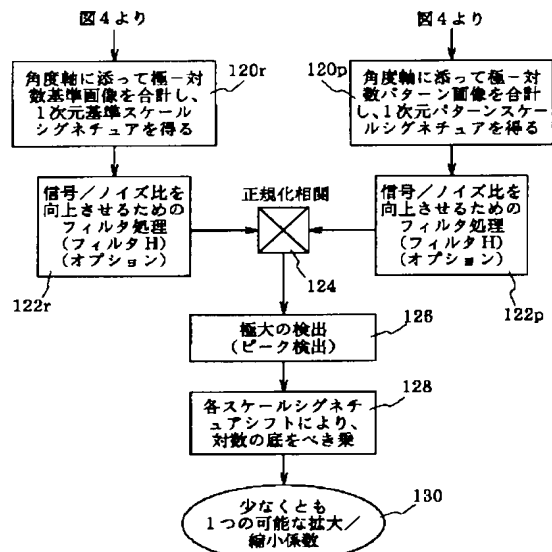 図4より
図4より
角度軸に添って極-対
数基準画像を合計し、
1次元基準スケール
シグネチュアを得る
120r
角度軸に添って極-対
数パターン画像を合計
し、1次元パターンスケー
ルシグネチュアを得る
120p
信号/ノイズ比を
向上させるための
フィルタ処理
(フィルタH)
(オプション)
122r
正規化相関
124
信号/ノイズ比を
向上させるための
フィルタ処理
(フィルタH)
(オプション)
122p
極大の検出
(ピーク検出)
126
各スケールシグネチ
ュアシフトにより、
対数の底をべき乗
128
少なくとも
1つの可能な拡大/
縮小係数
130